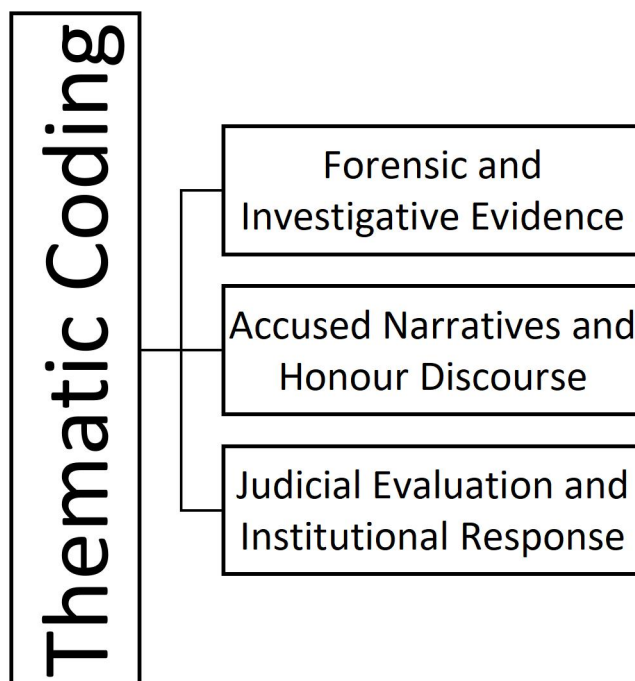 Thematic Coding
Forensic and
Investigative Evidence
Accused Narratives and
Honour Discourse
Judicial Evaluation and
Institutional Response